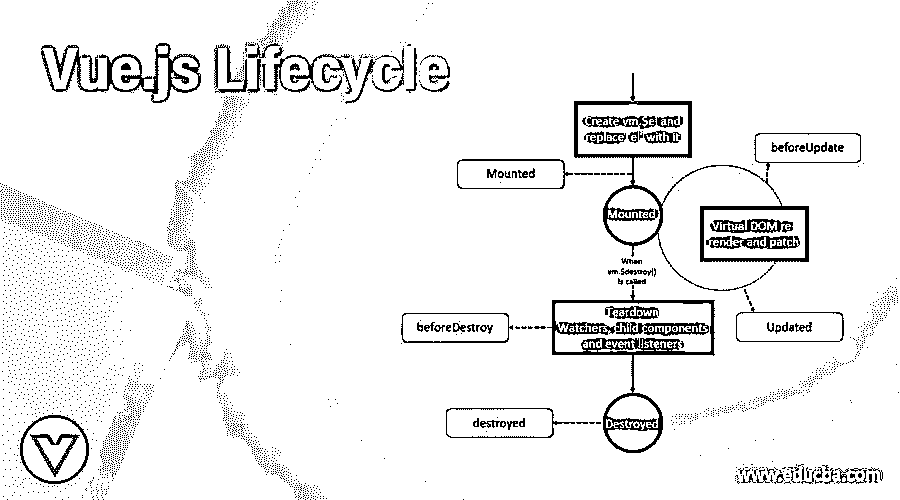 Vue.js Lifecycle
Create vm.$el and
replace 'el' with it
beforeUpdate
Mounted
Mounted
Virtual DOM re-
render and patch
When
vm.$destroy()
is called
Teardown
Watchers, child components
and event listeners
beforeDestroy
Updated
destroyed
Destroyed
www.educba.com